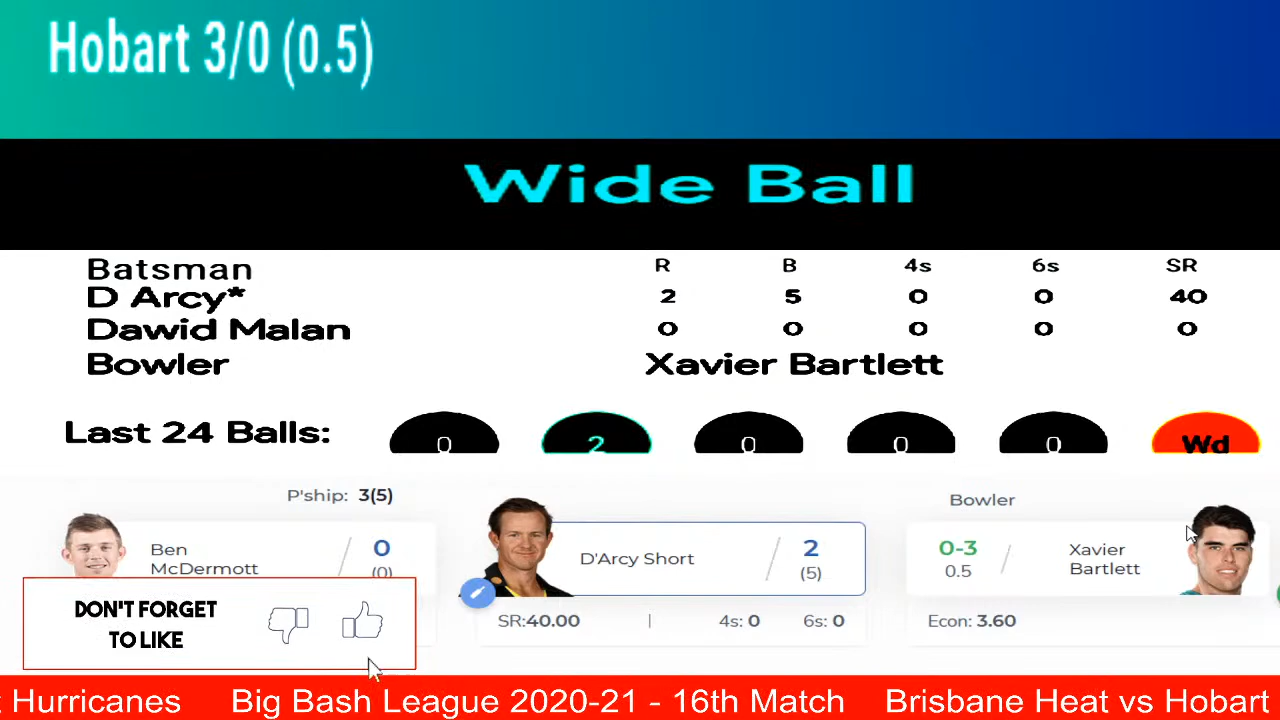 Hobart 3/0 (0.5)
Wide Ball
Batsman R B 4s 6s SR
D Arcy* 2 5 0 0 40
Dawid Malan 0 0 0 0 0
Bowler Xavier Bartlett
Last 24 Balls: 0 2 0 0 0 Wd
P'ship: 3(5)
Ben
McDermott
0
(0)
D'Arcy Short
2
(5)
SR:40.00 | 4s: 0 6s: 0
Bowler
0-3
0.5
Xavier
Bartlett
Econ: 3.60
DON'T FORGET
TO LIKE
Hurricanes Big Bash League 2020-21 - 16th Match Brisbane Heat vs Hobart